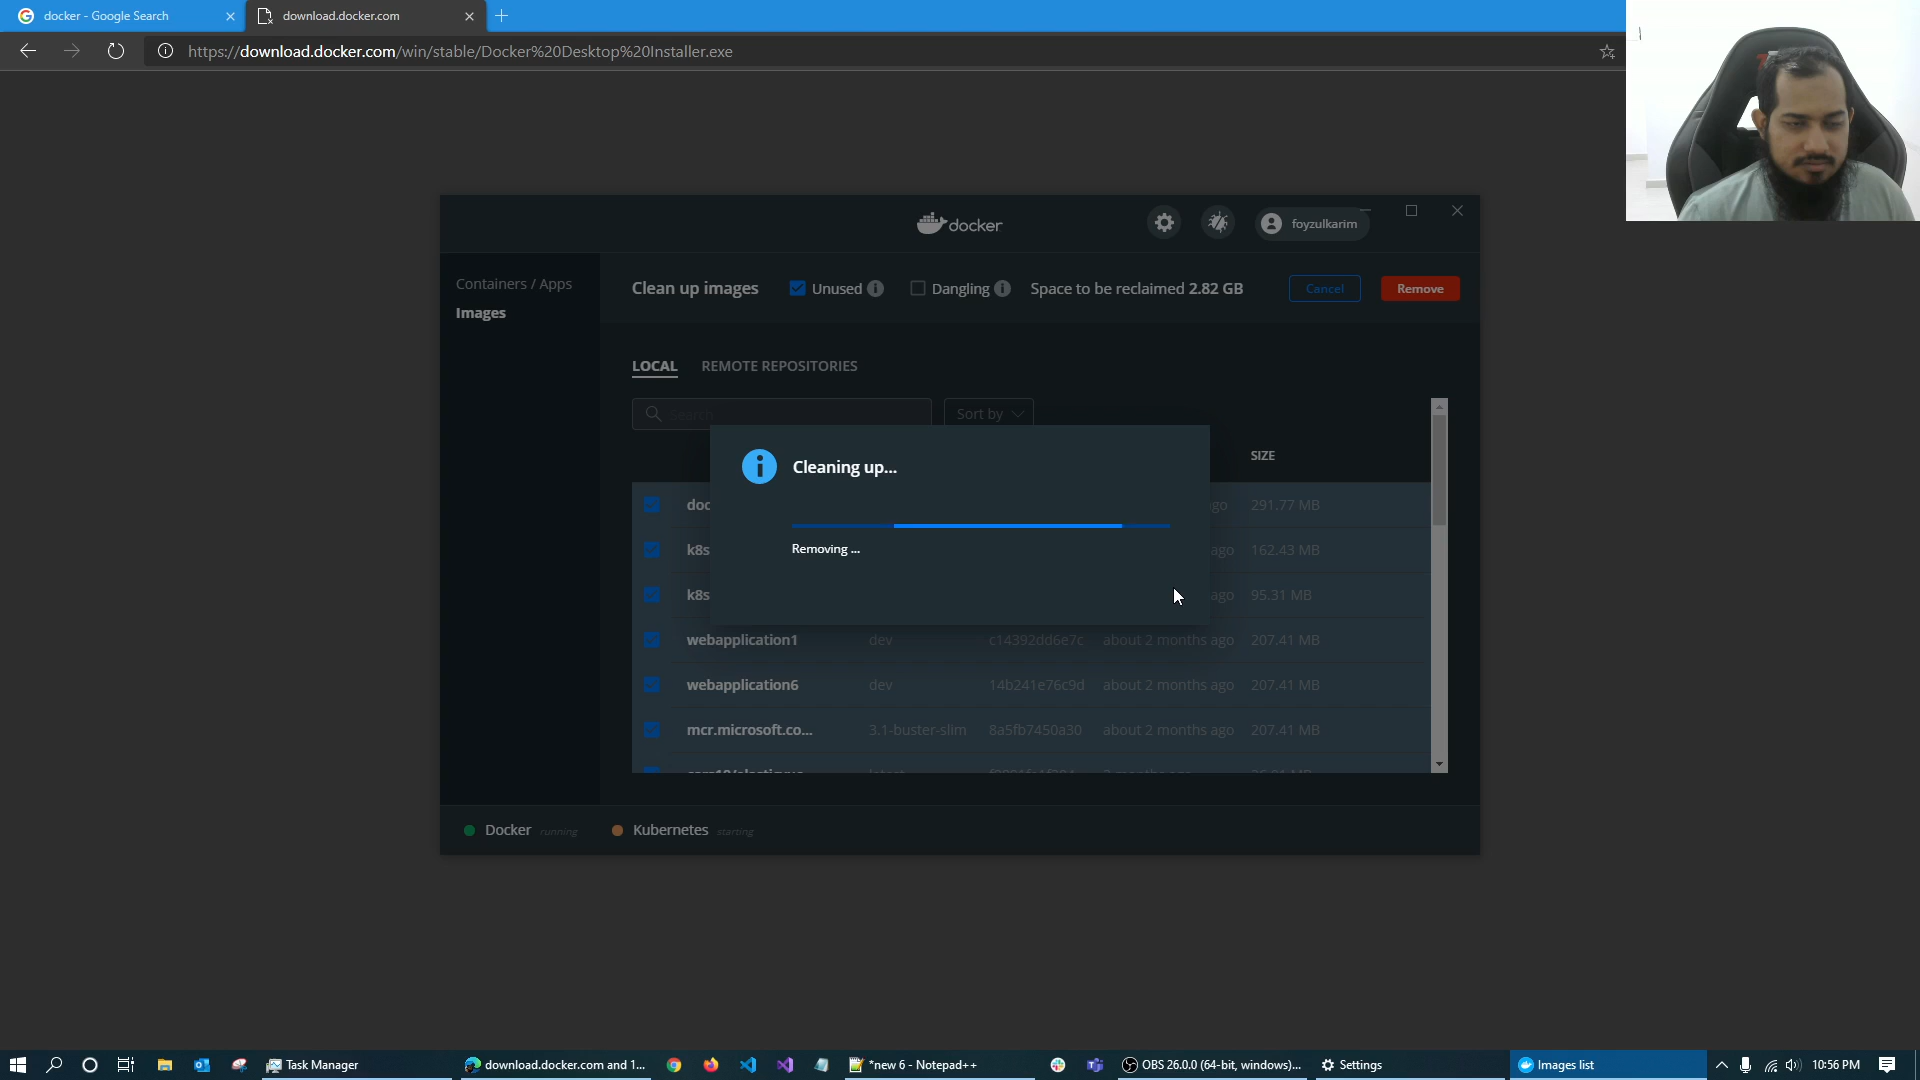 docker - Google Search
download.docker.com
https://download.docker.com/win/stable/Docker%20Desktop%20Installer.exe
docker
foyzulkarim
Containers / Apps
Images
Clean up images
Unused
Dangling
Space to be reclaimed 2.82 GB
Cancel
Remove
LOCAL
REMOTE REPOSITORIES
Search
Sort by
SIZE
Cleaning up...
Removing ...
doc
ago 291.77 MB
k8s
ago 162.43 MB
k8s
ago 95.31 MB
webapplication1 dev c14392dd6e7c about 2 months ago 207.41 MB
webapplication6 dev 14b241e76c9d about 2 months ago 207.41 MB
mcr.microsoft.co... 3.1-buster-slim 8a5fb7450a30 about 2 months ago 207.41 MB
Docker running
Kubernetes starting
Task Manager
download.docker.com and 1...
*new 6 - Notepad++
OBS 26.0.0 (64-bit, windows)...
Settings
Images list
10:56 PM